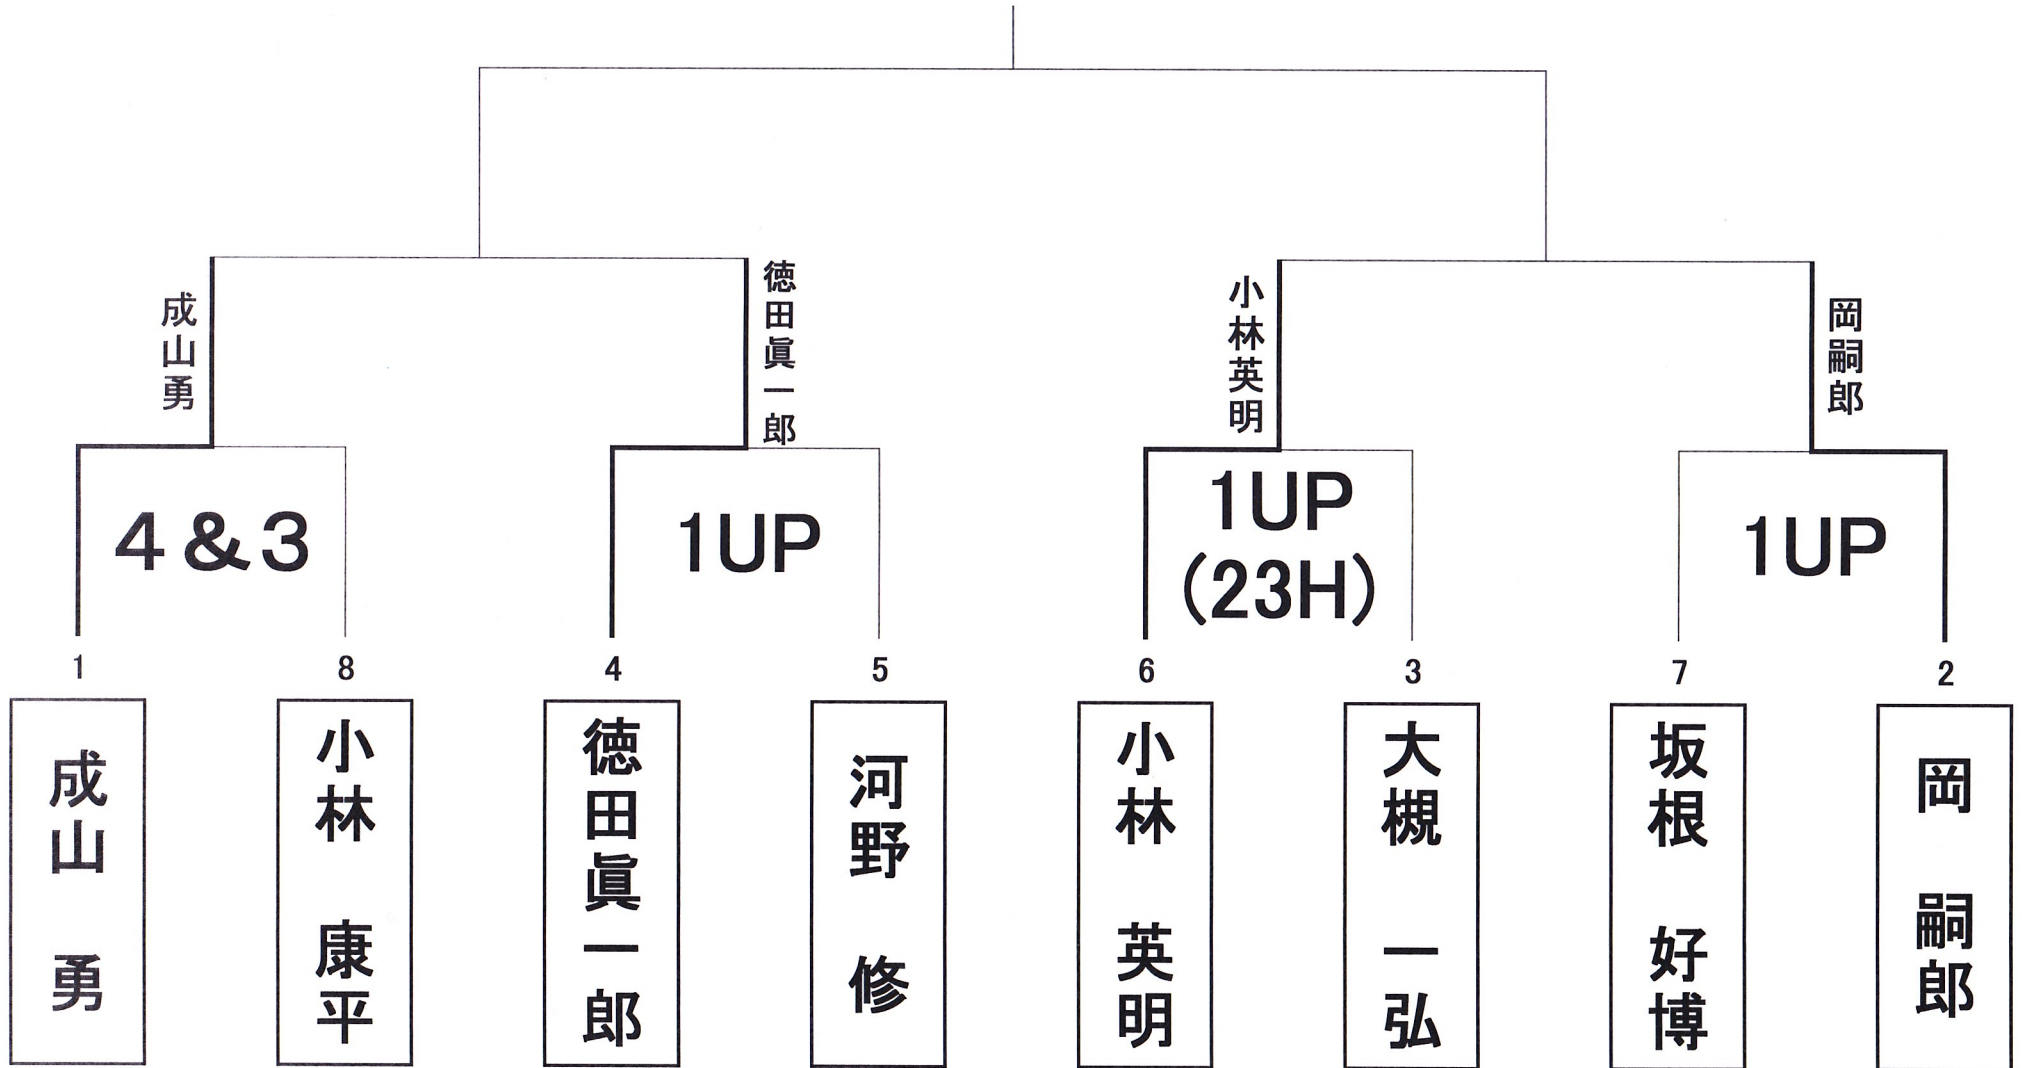 成山勇
徳田眞一郎
小林英明
岡嗣郎
4&3
1UP
1UP
(23H)
1UP
1
8
4
5
6
3
7
2
成山 勇
小林 康平
徳田眞一郎
河野 修
小林 英明
大槻 一弘
坂根 好博
岡 嗣郎